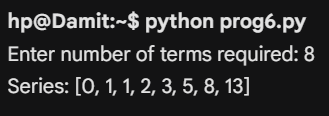 hp@Damit:~$ python prog6.py
Enter number of terms required: 8
Series: [0, 1, 1, 2, 3, 5, 8, 13]